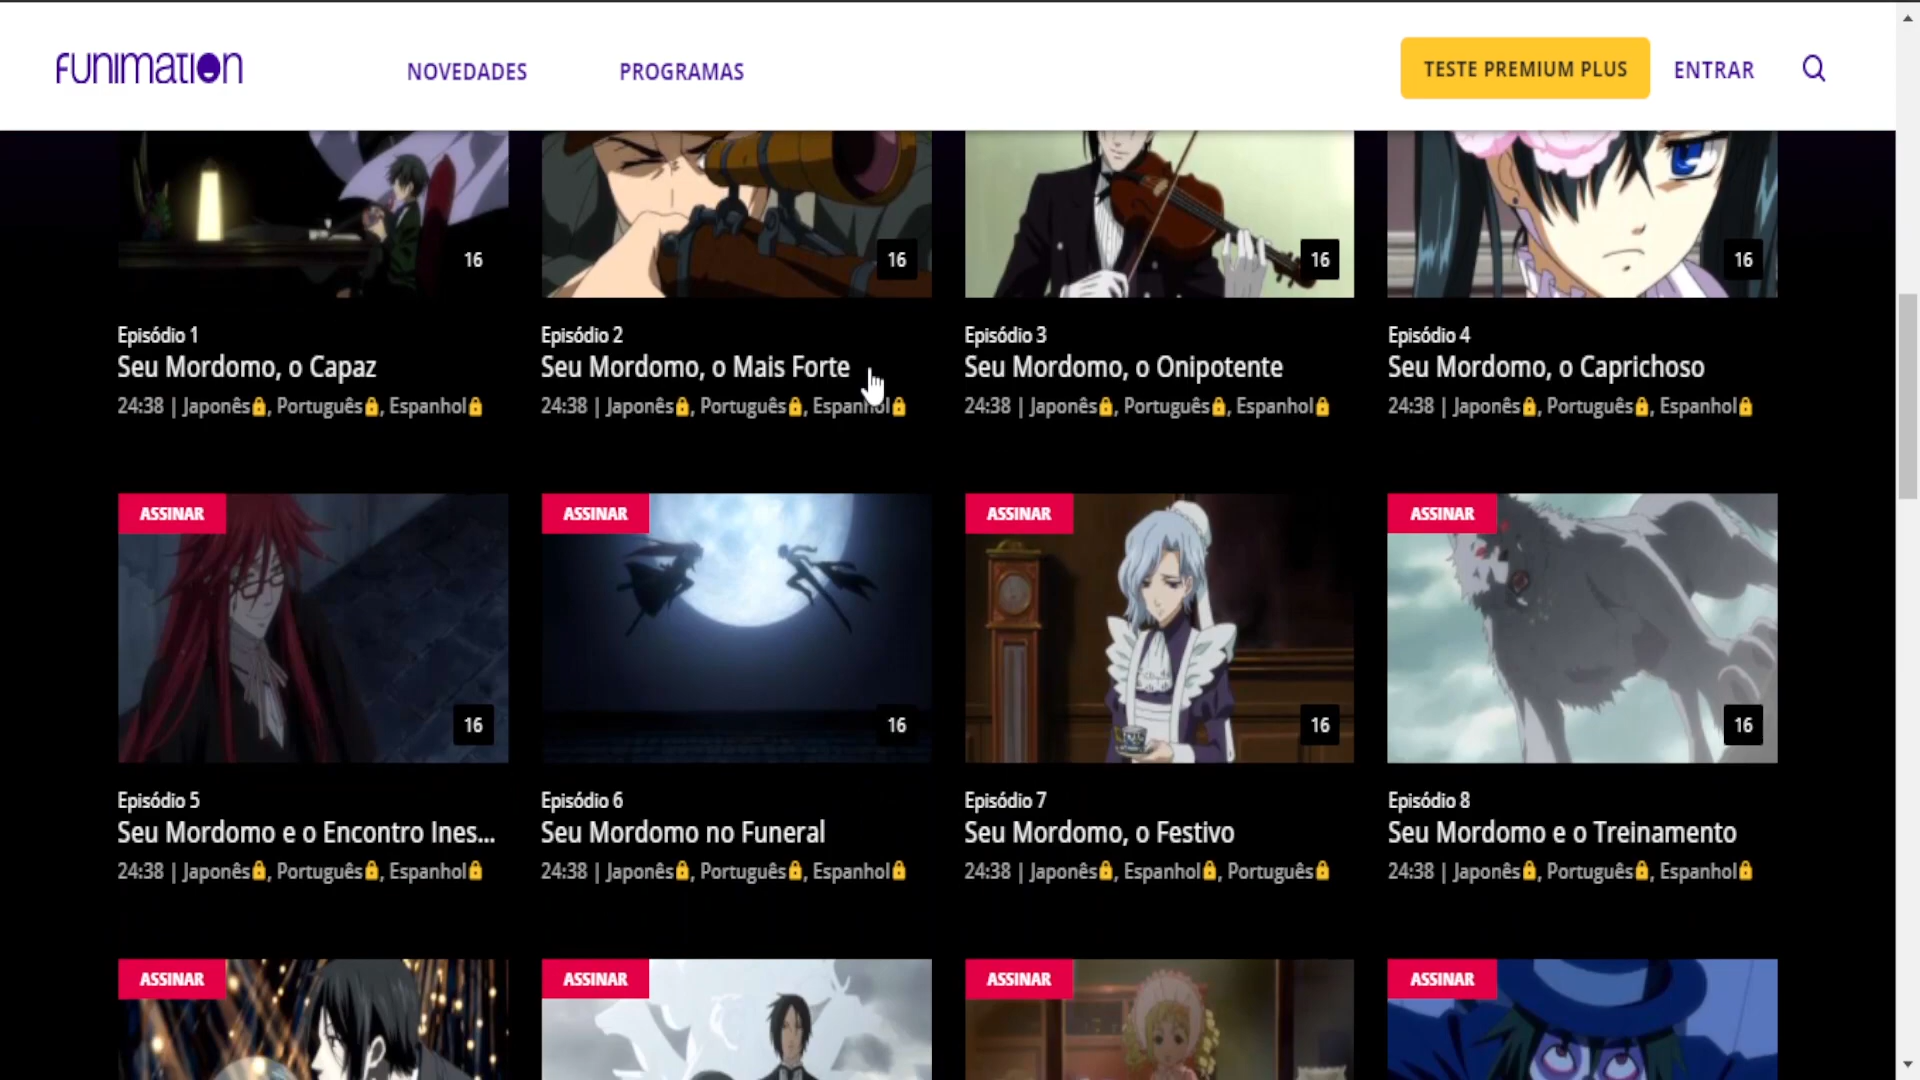 FUNIMATION NOVEDADES PROGRAMAS TESTE PREMIUM PLUS ENTRAR
16 16 16 16
Episódio 1
Seu Mordomo, o Capaz
24:38 | Japonês, Português, Espanhol
Episódio 2
Seu Mordomo, o Mais Forte
24:38 | Japonês, Português, Espanhol
Episódio 3
Seu Mordomo, o Onipotente
24:38 | Japonês, Português, Espanhol
Episódio 4
Seu Mordomo, o Caprichoso
24:38 | Japonês, Português, Espanhol
ASSINAR ASSINAR ASSINAR ASSINAR
16 16 16 16
Episódio 5
Seu Mordomo e o Encontro Ines...
24:38 | Japonês, Português, Espanhol
Episódio 6
Seu Mordomo no Funeral
24:38 | Japonês, Português, Espanhol
Episódio 7
Seu Mordomo, o Festivo
24:38 | Japonês, Espanhol, Português
Episódio 8
Seu Mordomo e o Treinamento
24:38 | Japonês, Português, Espanhol
ASSINAR ASSINAR ASSINAR ASSINAR